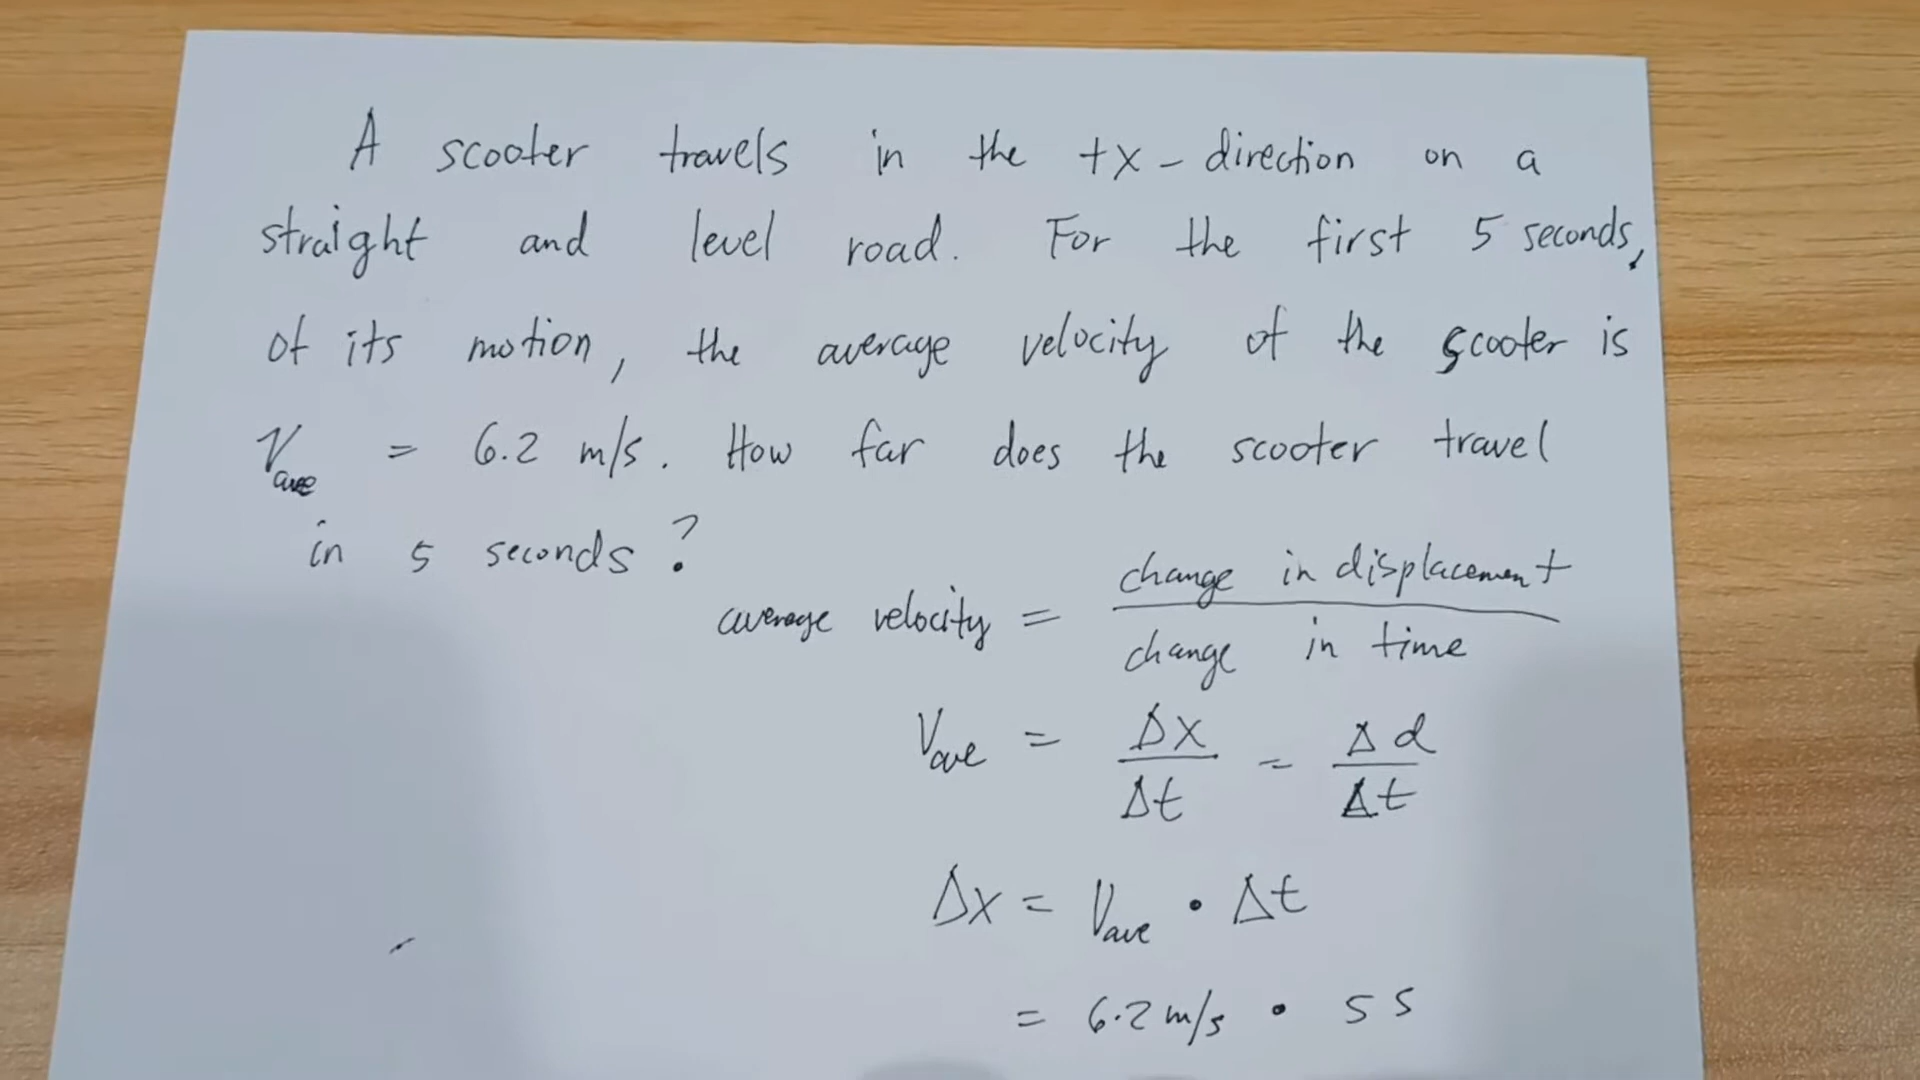 A scooter travels in the +x-direction on a
straight and level road. For the first 5 seconds,
of its motion, the average velocity of the scooter is
Vave = 6.2 m/s. How far does the scooter travel
in 5 seconds?
average velocity = change in displacement / change in time
Vave = Δx/Δt = Δd/Δt
Δx = Vave • Δt
= 6.2 m/s • 5 s